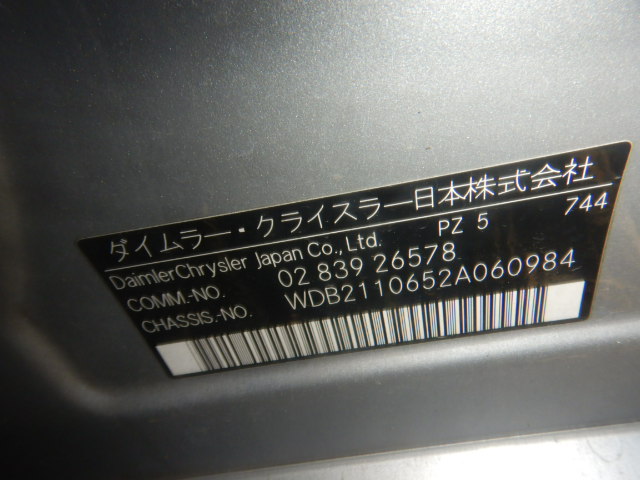 ダイムラー・クライスラー日本株式会社
DaimlerChrysler Japan Co., Ltd. PZ 5 744
COMM.-NO. 02 839 26578
CHASSIS.-NO. WDB2110652A060984